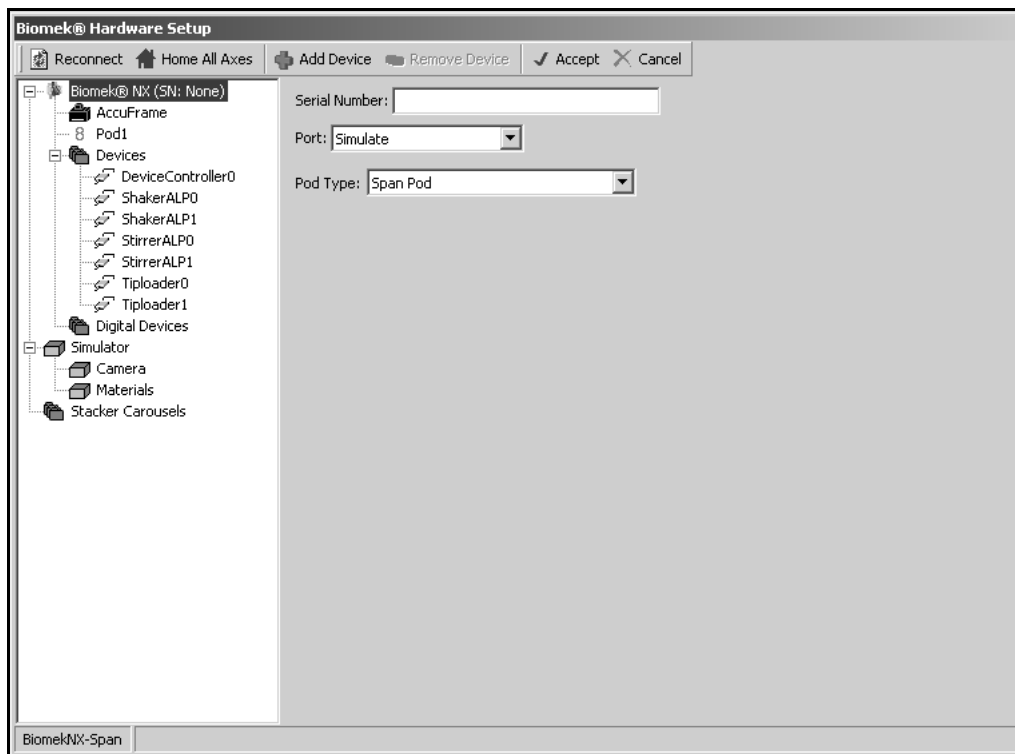 Biomek® Hardware Setup
Reconnect Home All Axes Add Device Remove Device Accept Cancel
Biomek® NX (SN: None)
AccuFrame
8 Pod1
Devices
DeviceController0
ShakerALP0
ShakerALP1
StirrerALP0
StirrerALP1
Tiploader0
Tiploader1
Digital Devices
Simulator
Camera
Materials
Stacker Carousels
Serial Number:
Port: Simulate
Pod Type: Span Pod
BiomekNX-Span